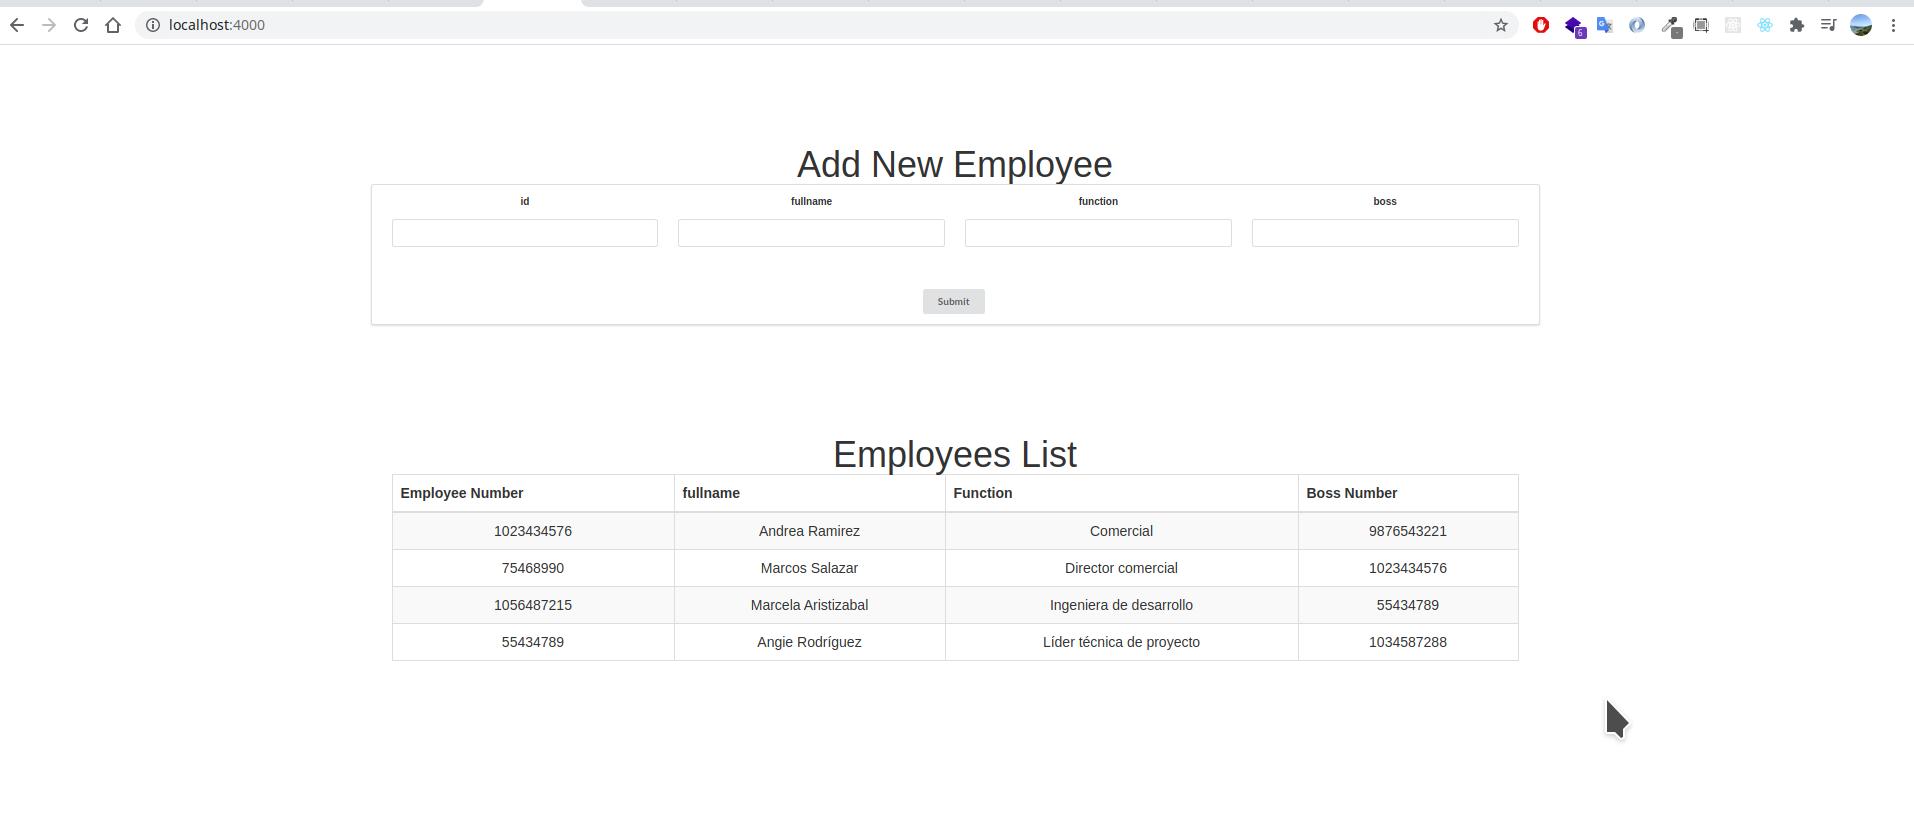 localhost:4000
6
Add New Employee
id fullname function boss
Submit
Employees List
Employee Number fullname Function Boss Number
1023434576 Andrea Ramirez Comercial 9876543221
75468990 Marcos Salazar Director comercial 1023434576
1056487215 Marcela Aristizabal Ingeniera de desarrollo 55434789
55434789 Angie Rodríguez Líder técnica de proyecto 1034587288